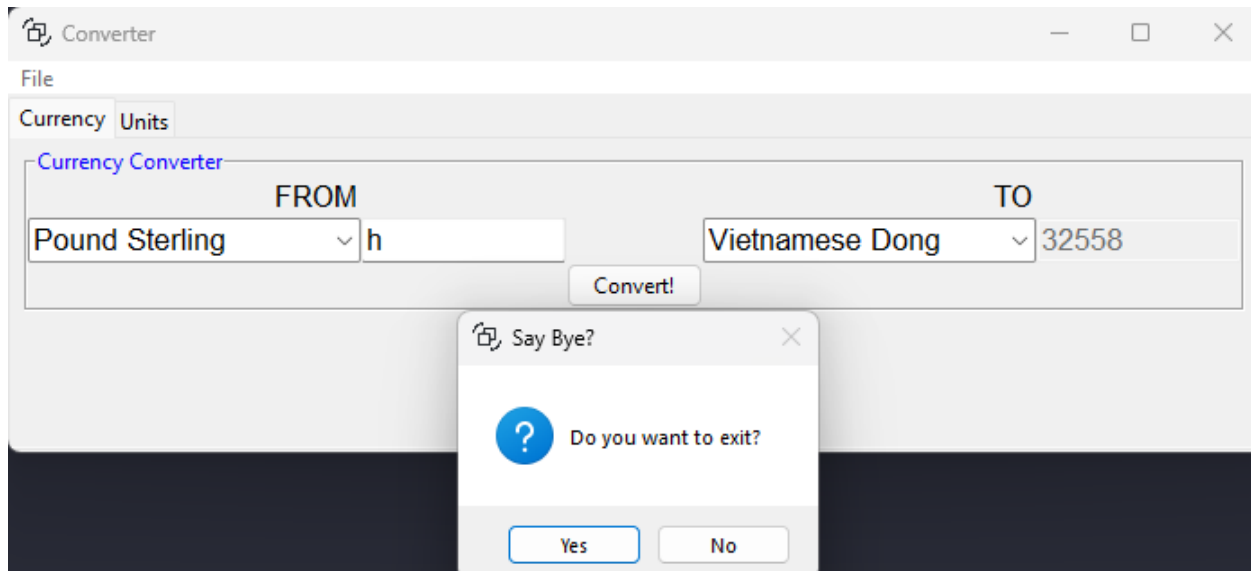 Converter
File
Currency Units
Currency Converter
FROM TO
Pound Sterling h Vietnamese Dong 32558
Convert!
Say Bye?
Do you want to exit?
Yes No